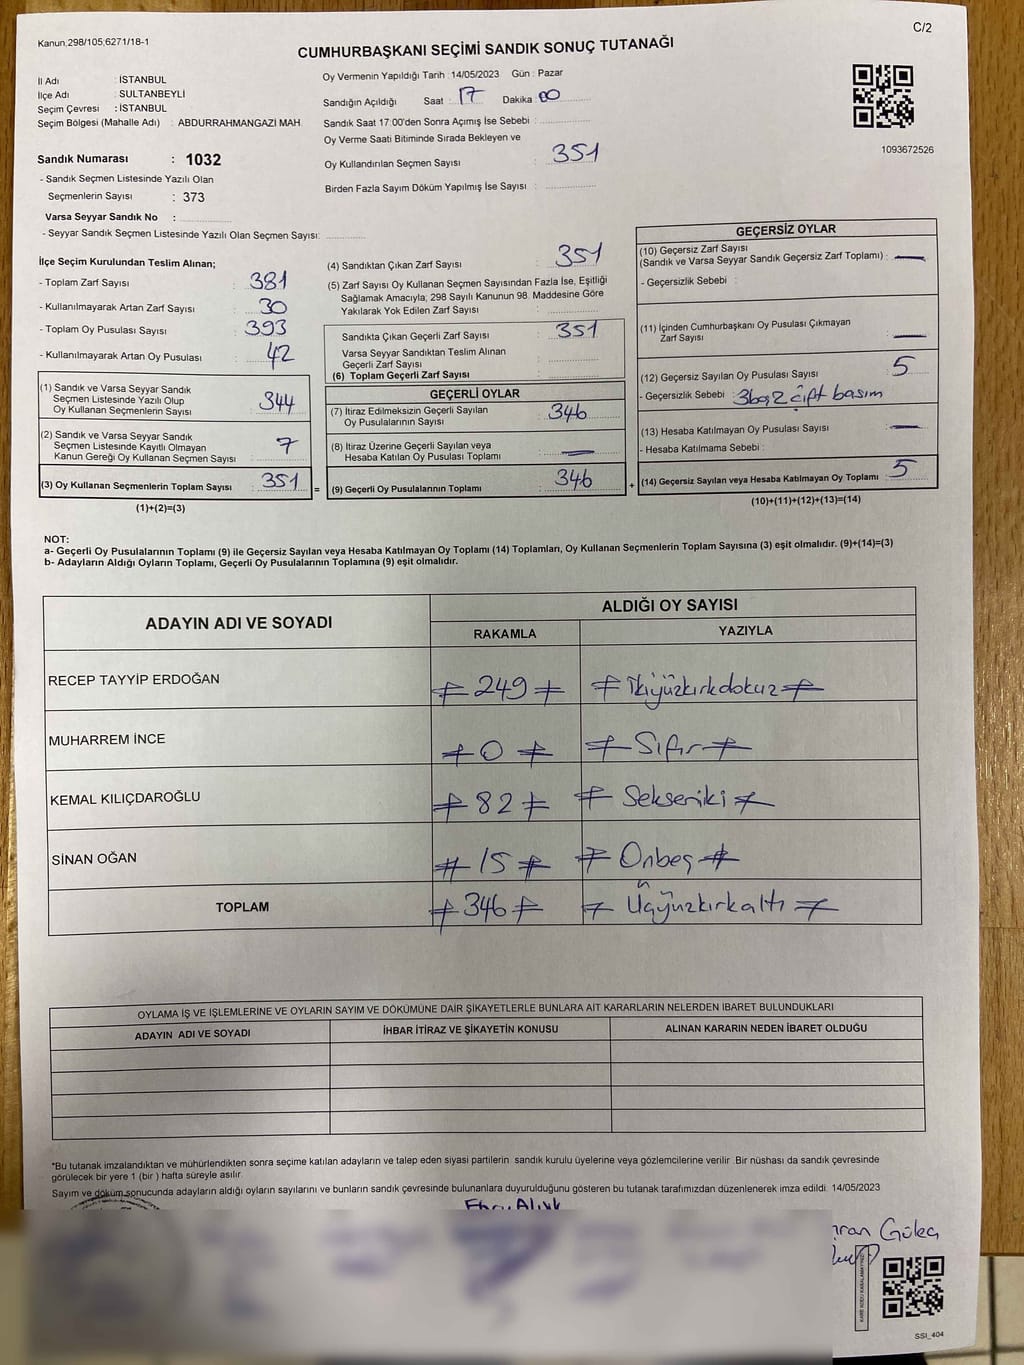 Kanun,298/105,6271/18-1
C/2
CUMHURBAŞKANI SEÇİMİ SANDIK SONUÇ TUTANAĞI
İl Adı : İSTANBUL
İlçe Adı : SULTANBEYLİ
Seçim Çevresi : İSTANBUL
Seçim Bölgesi (Mahalle Adı) : ABDURRAHMANGAZİ MAH.
Oy Vermenin Yapıldığı Tarih : 14/05/2023 Gün : Pazar
Sandığın Açıldığı Saat : 17 Dakika : 00
Sandık Saat 17:00'den Sonra Açımış İse Sebebi :
Oy Verme Saati Bitiminde Sırada Bekleyen ve
Oy Kullandırılan Seçmen Sayısı : 351
Birden Fazla Sayım Döküm Yapılmış İse Sayısı :
1093672526
Sandık Numarası : 1032
- Sandık Seçmen Listesinde Yazılı Olan
Seçmenlerin Sayısı : 373
Varsa Seyyar Sandık No :
- Seyyar Sandık Seçmen Listesinde Yazılı Olan Seçmen Sayısı:
İlçe Seçim Kurulundan Teslim Alınan;
- Toplam Zarf Sayısı : 381
- Kullanılmayarak Artan Zarf Sayısı : 30
- Toplam Oy Pusulası Sayısı : 393
- Kullanılmayarak Artan Oy Pusulası : 42
(1) Sandık ve Varsa Seyyar Sandık
Seçmen Listesinde Yazılı Olup
Oy Kullanan Seçmenlerin Sayısı : 344
(2) Sandık ve Varsa Seyyar Sandık
Seçmen Listesinde Kayıtlı Olmayan
Kanun Gereği Oy Kullanan Seçmen Sayısı : 7
(3) Oy Kullanan Seçmenlerin Toplam Sayısı : 351 =
(1)+(2)=(3)
(4) Sandıktan Çıkan Zarf Sayısı : 351
(5) Zarf Sayısı Oy Kullanan Seçmen Sayısından Fazla İse, Eşitliği
Sağlamak Amacıyla, 298 Sayılı Kanunun 98. Maddesine Göre
Yakılarak Yok Edilen Zarf Sayısı :
Sandıkta Çıkan Geçerli Zarf Sayısı : 351
Varsa Seyyar Sandıktan Teslim Alınan
Geçerli Zarf Sayısı :
(6) Toplam Geçerli Zarf Sayısı :
GEÇERLİ OYLAR
(7) İtiraz Edilmeksizin Geçerli Sayılan
Oy Pusulalarının Sayısı : 346
(8) İtiraz Üzerine Geçerli Sayılan veya
Hesaba Katılan Oy Pusulası Toplamı : —
(9) Geçerli Oy Pusulalarının Toplamı : 346 +
GEÇERSİZ OYLAR
(10) Geçersiz Zarf Sayısı
(Sandık ve Varsa Seyyar Sandık Geçersiz Zarf Toplamı) : —
- Geçersizlik Sebebi :
(11) İçinden Cumhurbaşkanı Oy Pusulası Çıkmayan
Zarf Sayısı : —
(12) Geçersiz Sayılan Oy Pusulası Sayısı : 5
- Geçersizlik Sebebi : 3boş 2 çift basım
(13) Hesaba Katılmayan Oy Pusulası Sayısı : —
- Hesaba Katılmama Sebebi :
(14) Geçersiz Sayılan veya Hesaba Katılmayan Oy Toplamı : 5
(10)+(11)+(12)+(13)=(14)
NOT:
a- Geçerli Oy Pusulalarının Toplamı (9) ile Geçersiz Sayılan veya Hesaba Katılmayan Oy Toplamı (14) Toplamları, Oy Kullanan Seçmenlerin Toplam Sayısına (3) eşit olmalıdır. (9)+(14)=(3)
b- Adayların Aldığı Oyların Toplamı, Geçerli Oy Pusulalarının Toplamına (9) eşit olmalıdır.
ADAYIN ADI VE SOYADI
ALDIĞI OY SAYISI
RAKAMLA YAZIYLA
RECEP TAYYİP ERDOĞAN 249 İkiyüzkırkdokuz
MUHARREM İNCE 0 Sıfır
KEMAL KILIÇDAROĞLU 82 Sekseniki
SİNAN OĞAN 15 Onbeş
TOPLAM 346 Üçyüzkırkaltı
OYLAMA İŞ VE İŞLEMLERİNE VE OYLARIN SAYIM VE DÖKÜMÜNE DAİR ŞİKAYETLERLE BUNLARA AİT KARARLARIN NELERDEN İBARET BULUNDUKLARI
ADAYIN ADI VE SOYADI İHBAR İTİRAZ VE ŞİKAYETİN KONUSU ALINAN KARARIN NEDEN İBARET OLDUĞU
*Bu tutanak imzalandıktan ve mühürlendikten sonra seçime katılan adayların ve talep eden siyasi partilerin sandık kurulu üyelerine veya gözlemcilerine verilir. Bir nüshası da sandık çevresinde
görülecek bir yere 1 (bir) hafta süreyle asılır.
Sayım ve döküm sonucunda adayların aldığı oyların sayılarını ve bunların sandık çevresinde bulunanlara duyurulduğunu gösteren bu tutanak tarafımızdan düzenlenerek imza edildi. 14/05/2023
SSI_404